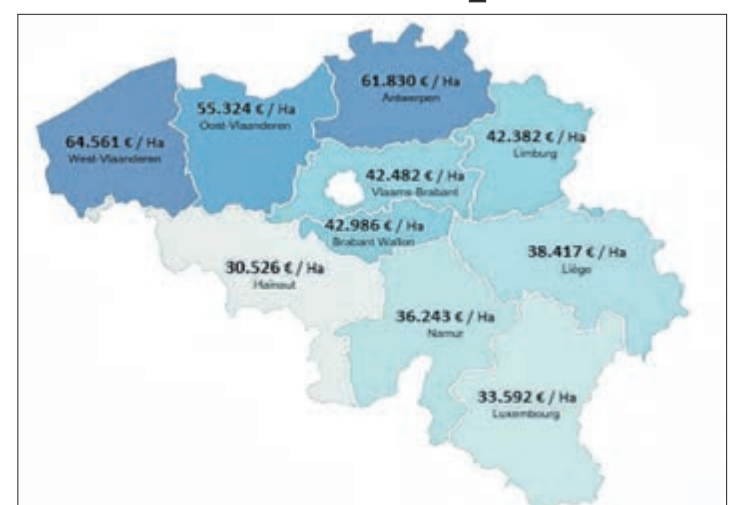 61.830 € / Ha
Antwerpen
55.324 € / Ha
Oost-Vlaanderen
64.561 € / Ha
West-Vlaanderen
42.382 € / Ha
Limburg
42.482 € / Ha
Vlaams-Brabant
42.986 € / Ha
Brabant Wallon
38.417 € / Ha
Liège
30.526 € / Ha
Hainaut
36.243 € / Ha
Namur
33.592 € / Ha
Luxembourg